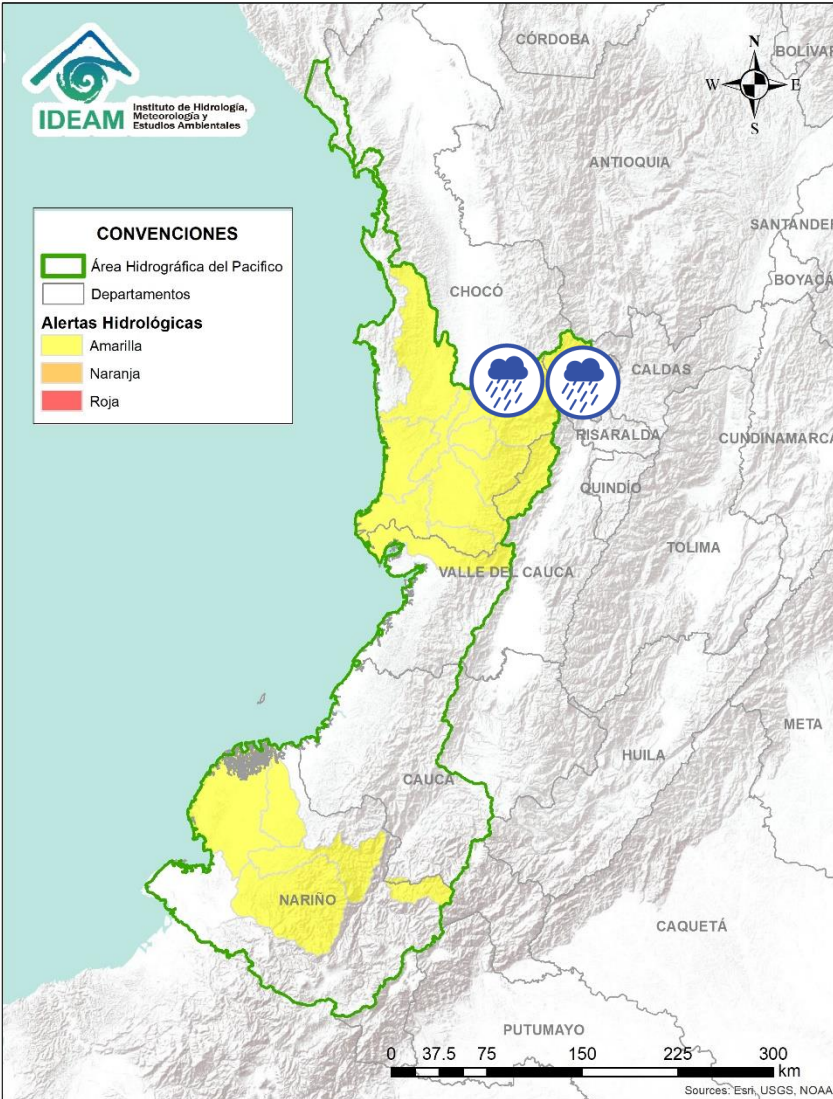 IDEAM
Instituto de Hidrología,
Meteorología y
Estudios Ambientales
N
W
E
S
CÓRDOBA
BOLÍVAR
ANTIOQUIA
SANTANDER
BOYACÁ
CHOCÓ
CALDAS
RISARALDA
CUNDINAMARCA
QUINDÍO
TOLIMA
VALLE DEL CAUCA
META
HUILA
CAUCA
NARIÑO
CAQUETÁ
PUTUMAYO
CONVENCIONES
Área Hidrográfica del Pacifico
Departamentos
Alertas Hidrológicas
Amarilla
Naranja
Roja
0 37.5 75 150 225 300
km
Sources: Esri, USGS, NOAA